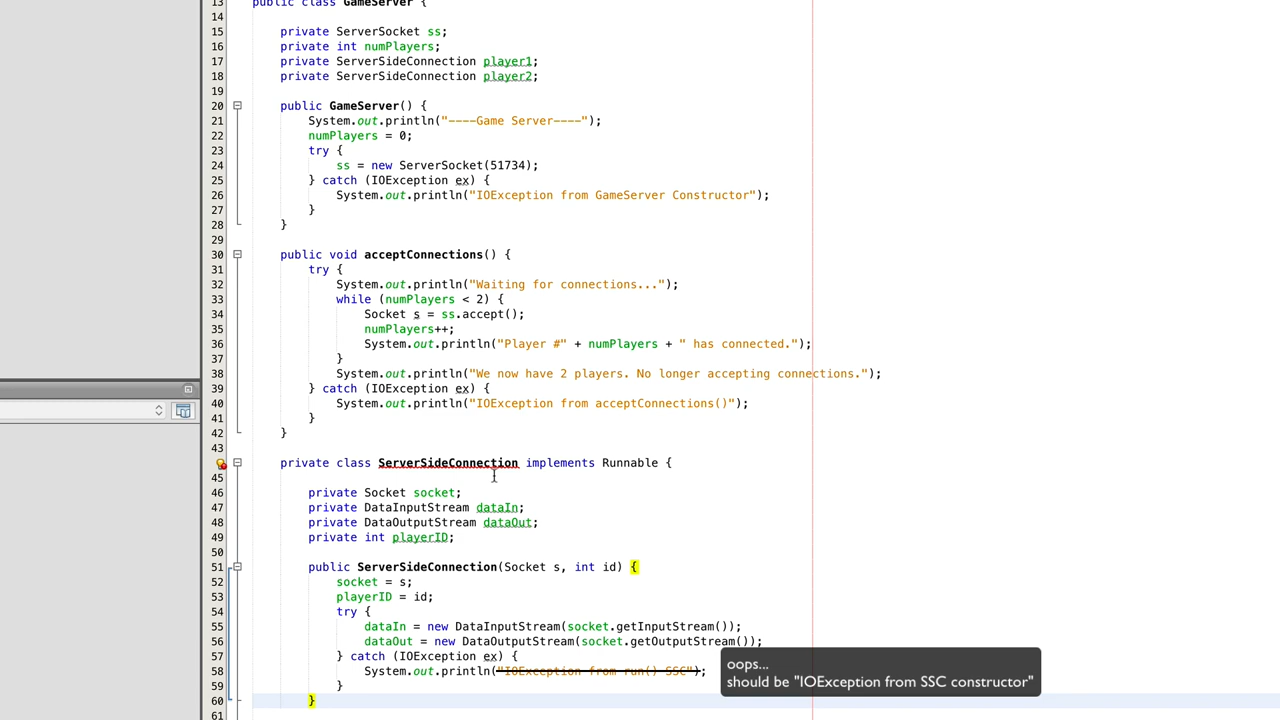 13 public class GameServer {
14
15 private ServerSocket ss;
16 private int numPlayers;
17 private ServerSideConnection player1;
18 private ServerSideConnection player2;
19
20 public GameServer() {
21 System.out.println("----Game Server----");
22 numPlayers = 0;
23 try {
24 ss = new ServerSocket(51734);
25 } catch (IOException ex) {
26 System.out.println("IOException from GameServer Constructor");
27 }
28 }
29
30 public void acceptConnections() {
31 try {
32 System.out.println("Waiting for connections...");
33 while (numPlayers < 2) {
34 Socket s = ss.accept();
35 numPlayers++;
36 System.out.println("Player #" + numPlayers + " has connected.");
37 }
38 System.out.println("We now have 2 players. No longer accepting connections.");
39 } catch (IOException ex) {
40 System.out.println("IOException from acceptConnections()");
41 }
42 }
43
private class ServerSideConnection implements Runnable {
45
46 private Socket socket;
47 private DataInputStream dataIn;
48 private DataOutputStream dataOut;
49 private int playerID;
50
51 public ServerSideConnection(Socket s, int id) {
52 socket = s;
53 playerID = id;
54 try {
55 dataIn = new DataInputStream(socket.getInputStream());
56 dataOut = new DataOutputStream(socket.getOutputStream());
57 } catch (IOException ex) {
58 System.out.println("IOException from run() SSC");
59 }
60 }
61
oops...
should be "IOException from SSC constructor"